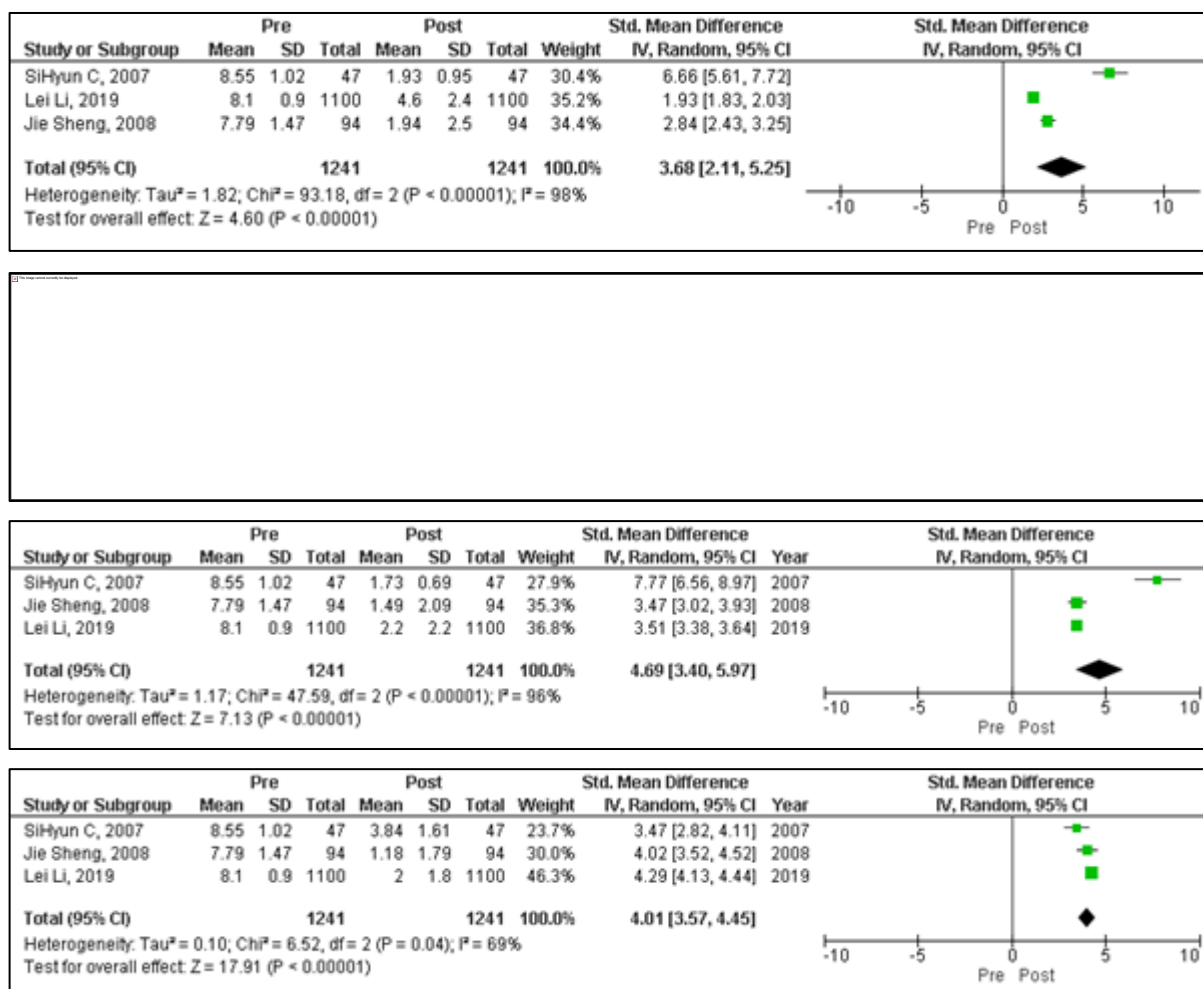 Pre Post Std. Mean Difference Std. Mean Difference
Study or Subgroup Mean SD Total Mean SD Total Weight IV, Random, 95% CI IV, Random, 95% CI
SiHyun C, 2007 8.55 1.02 47 1.93 0.95 47 30.4% 6.66 [5.61, 7.72]
Lei Li, 2019 8.1 0.9 1100 4.6 2.4 1100 35.2% 1.93 [1.83, 2.03]
Jie Sheng, 2008 7.79 1.47 94 1.94 2.5 94 34.4% 2.84 [2.43, 3.25]
Total (95% CI) 1241 1241 100.0% 3.68 [2.11, 5.25]
Heterogeneity: Tau² = 1.82; Chi² = 93.18, df = 2 (P < 0.00001); I² = 98%
Test for overall effect: Z = 4.60 (P < 0.00001)
-10 -5 0 5 10
Pre Post
This image cannot currently be displayed.
Pre Post Std. Mean Difference Std. Mean Difference
Study or Subgroup Mean SD Total Mean SD Total Weight IV, Random, 95% CI Year IV, Random, 95% CI
SiHyun C, 2007 8.55 1.02 47 1.73 0.69 47 27.9% 7.77 [6.56, 8.97] 2007
Jie Sheng, 2008 7.79 1.47 94 1.49 2.09 94 35.3% 3.47 [3.02, 3.93] 2008
Lei Li, 2019 8.1 0.9 1100 2.2 2.2 1100 36.8% 3.51 [3.38, 3.64] 2019
Total (95% CI) 1241 1241 100.0% 4.69 [3.40, 5.97]
Heterogeneity: Tau² = 1.17; Chi² = 47.59, df = 2 (P < 0.00001); I² = 96%
Test for overall effect: Z = 7.13 (P < 0.00001)
-10 -5 0 5 10
Pre Post
Pre Post Std. Mean Difference Std. Mean Difference
Study or Subgroup Mean SD Total Mean SD Total Weight IV, Random, 95% CI Year IV, Random, 95% CI
SiHyun C, 2007 8.55 1.02 47 3.84 1.61 47 23.7% 3.47 [2.82, 4.11] 2007
Jie Sheng, 2008 7.79 1.47 94 1.18 1.79 94 30.0% 4.02 [3.52, 4.52] 2008
Lei Li, 2019 8.1 0.9 1100 2 1.8 1100 46.3% 4.29 [4.13, 4.44] 2019
Total (95% CI) 1241 1241 100.0% 4.01 [3.57, 4.45]
Heterogeneity: Tau² = 0.10; Chi² = 6.52, df = 2 (P = 0.04); I² = 69%
Test for overall effect: Z = 17.91 (P < 0.00001)
-10 -5 0 5 10
Pre Post